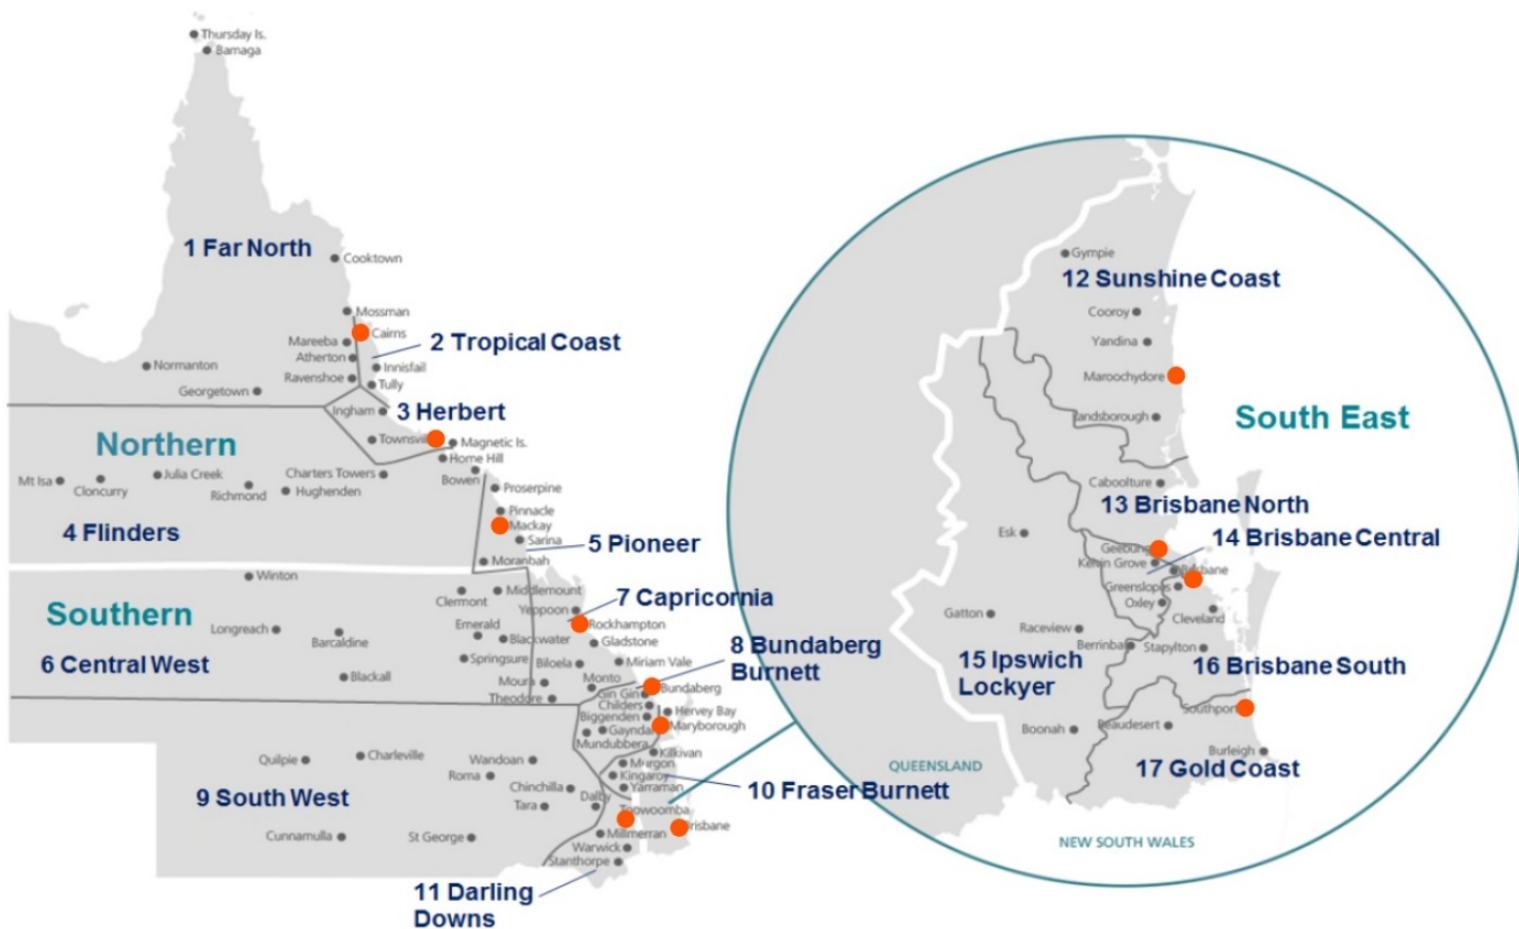 Thursday Is.
Bamaga
1 Far North
Cooktown
Mossman
Cairns
Mareeba
2 Tropical Coast
Atherton
Normanton
Innisfail
Ravenshoe
Tully
Georgetown
Ingham
3 Herbert
Northern
Townsvil
Magnetic Is.
Home Hill
Mt Isa
Cloncurry
Julia Creek
Richmond
Hughenden
Charters Towers
Bowen
Proserpine
Pinnacle
Mackay
4 Flinders
Sarina
5 Pioneer
Moranbah
Winton
Clermont
Middlemount
Southern
Yeppoon
7 Capricornia
Longreach
Barcaldine
Emerald
Blackwater
Rockhampton
Gladstone
6 Central West
Springsure
Biloela
Miriam Vale
8 Bundaberg
Burnett
Blackall
Moura
Monto
Theodore
Gin Gin
Bundaberg
Childers
Biggenden
Hervey Bay
Gayndah
Maryborough
Mundubbera
Quilpie
Charleville
Wandoan
Kilkivan
Murgon
Roma
Kingaroy
9 South West
Chinchilla
Yarraman
10 Fraser Burnett
Tara
Dalby
Toowoomba
Cunnamulla
St George
Millmerran
risbane
Warwick
Stanthorpe
11 Darling
Downs
Gympie
12 Sunshine Coast
Cooroy
Yandina
Maroochydore
South East
andsborough
Caboolture
13 Brisbane North
Esk
Geebung
14 Brisbane Central
Kelvin Grove
Brisbane
Greenslopes
Oxley
Gatton
Cleveland
Raceview
Berrinba
Stapylton
15 Ipswich
Lockyer
16 Brisbane South
Southport
Boonah
Beaudesert
Burleigh
QUEENSLAND
17 Gold Coast
NEW SOUTH WALES